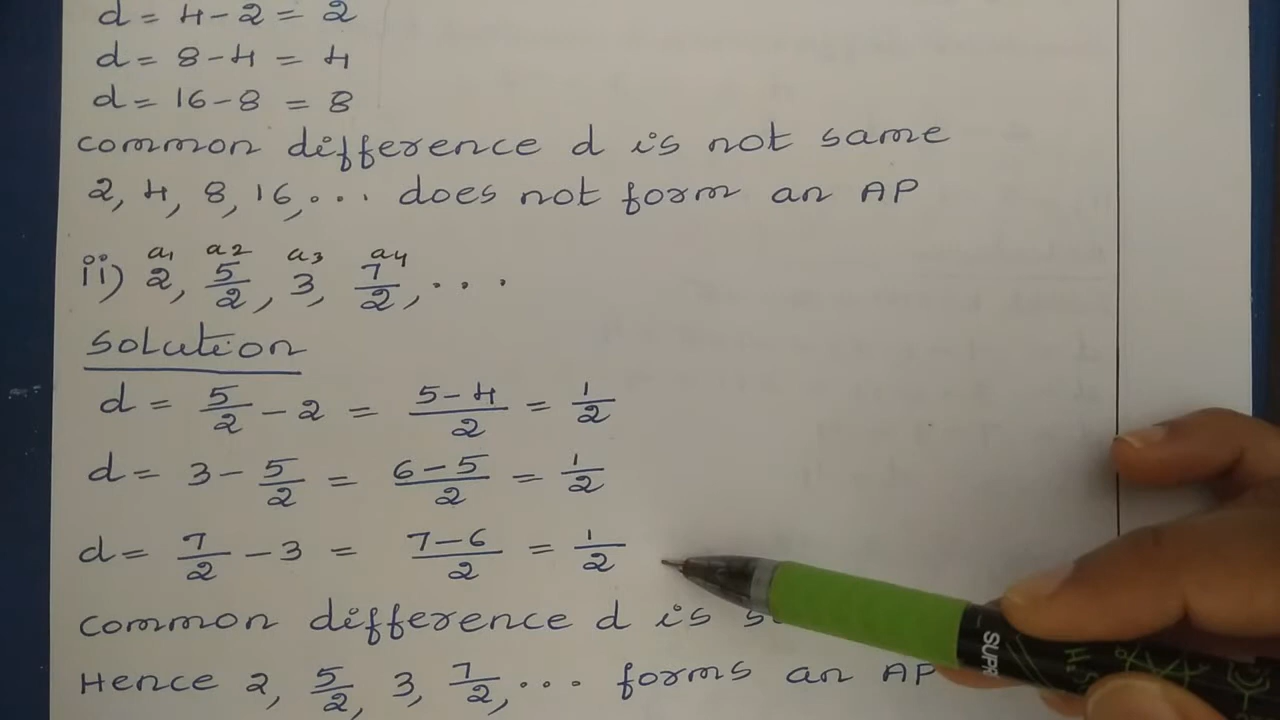 d = 4 - 2 = 2
d = 8 - 4 = 4
d = 16 - 8 = 8
common difference d is not same
2, 4, 8, 16, ... does not form an AP
a1 a2 a3 a4
ii) 2, 5/2, 3, 7/2, ...
Solution
d = 5/2 - 2 = 5-4/2 = 1/2
d = 3 - 5/2 = 6-5/2 = 1/2
d = 7/2 - 3 = 7-6/2 = 1/2
common difference d is
Hence 2, 5/2, 3, 7/2, ... forms an AP